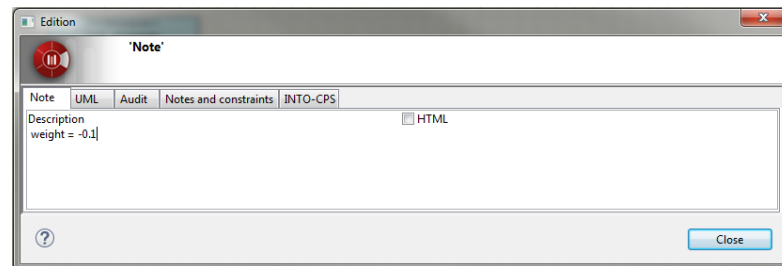 Edition
'Note'
Note UML Audit Notes and constraints INTO-CPS
Description HTML
weight = -0.1
? Close